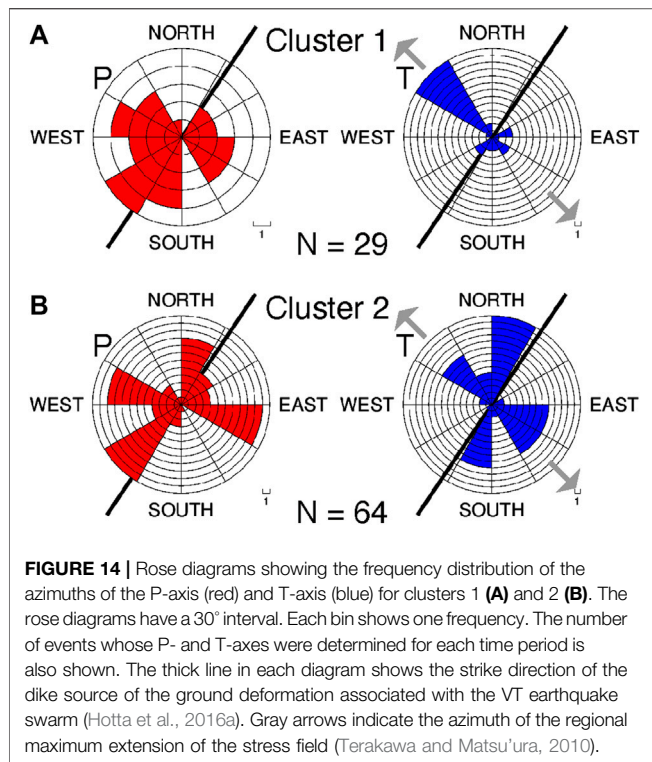 A
Cluster 1
NORTH
P
WEST
EAST
SOUTH
1
NORTH
T
WEST
EAST
SOUTH
1
N = 29
B
Cluster 2
NORTH
P
WEST
EAST
SOUTH
1
NORTH
T
WEST
EAST
SOUTH
1
N = 64
FIGURE 14 | Rose diagrams showing the frequency distribution of the
azimuths of the P-axis (red) and T-axis (blue) for clusters 1 (A) and 2 (B). The
rose diagrams have a 30° interval. Each bin shows one frequency. The number
of events whose P- and T-axes were determined for each time period is
also shown. The thick line in each diagram shows the strike direction of the
dike source of the ground deformation associated with the VT earthquake
swarm (Hotta et al., 2016a). Gray arrows indicate the azimuth of the regional
maximum extension of the stress field (Terakawa and Matsu'ura, 2010).